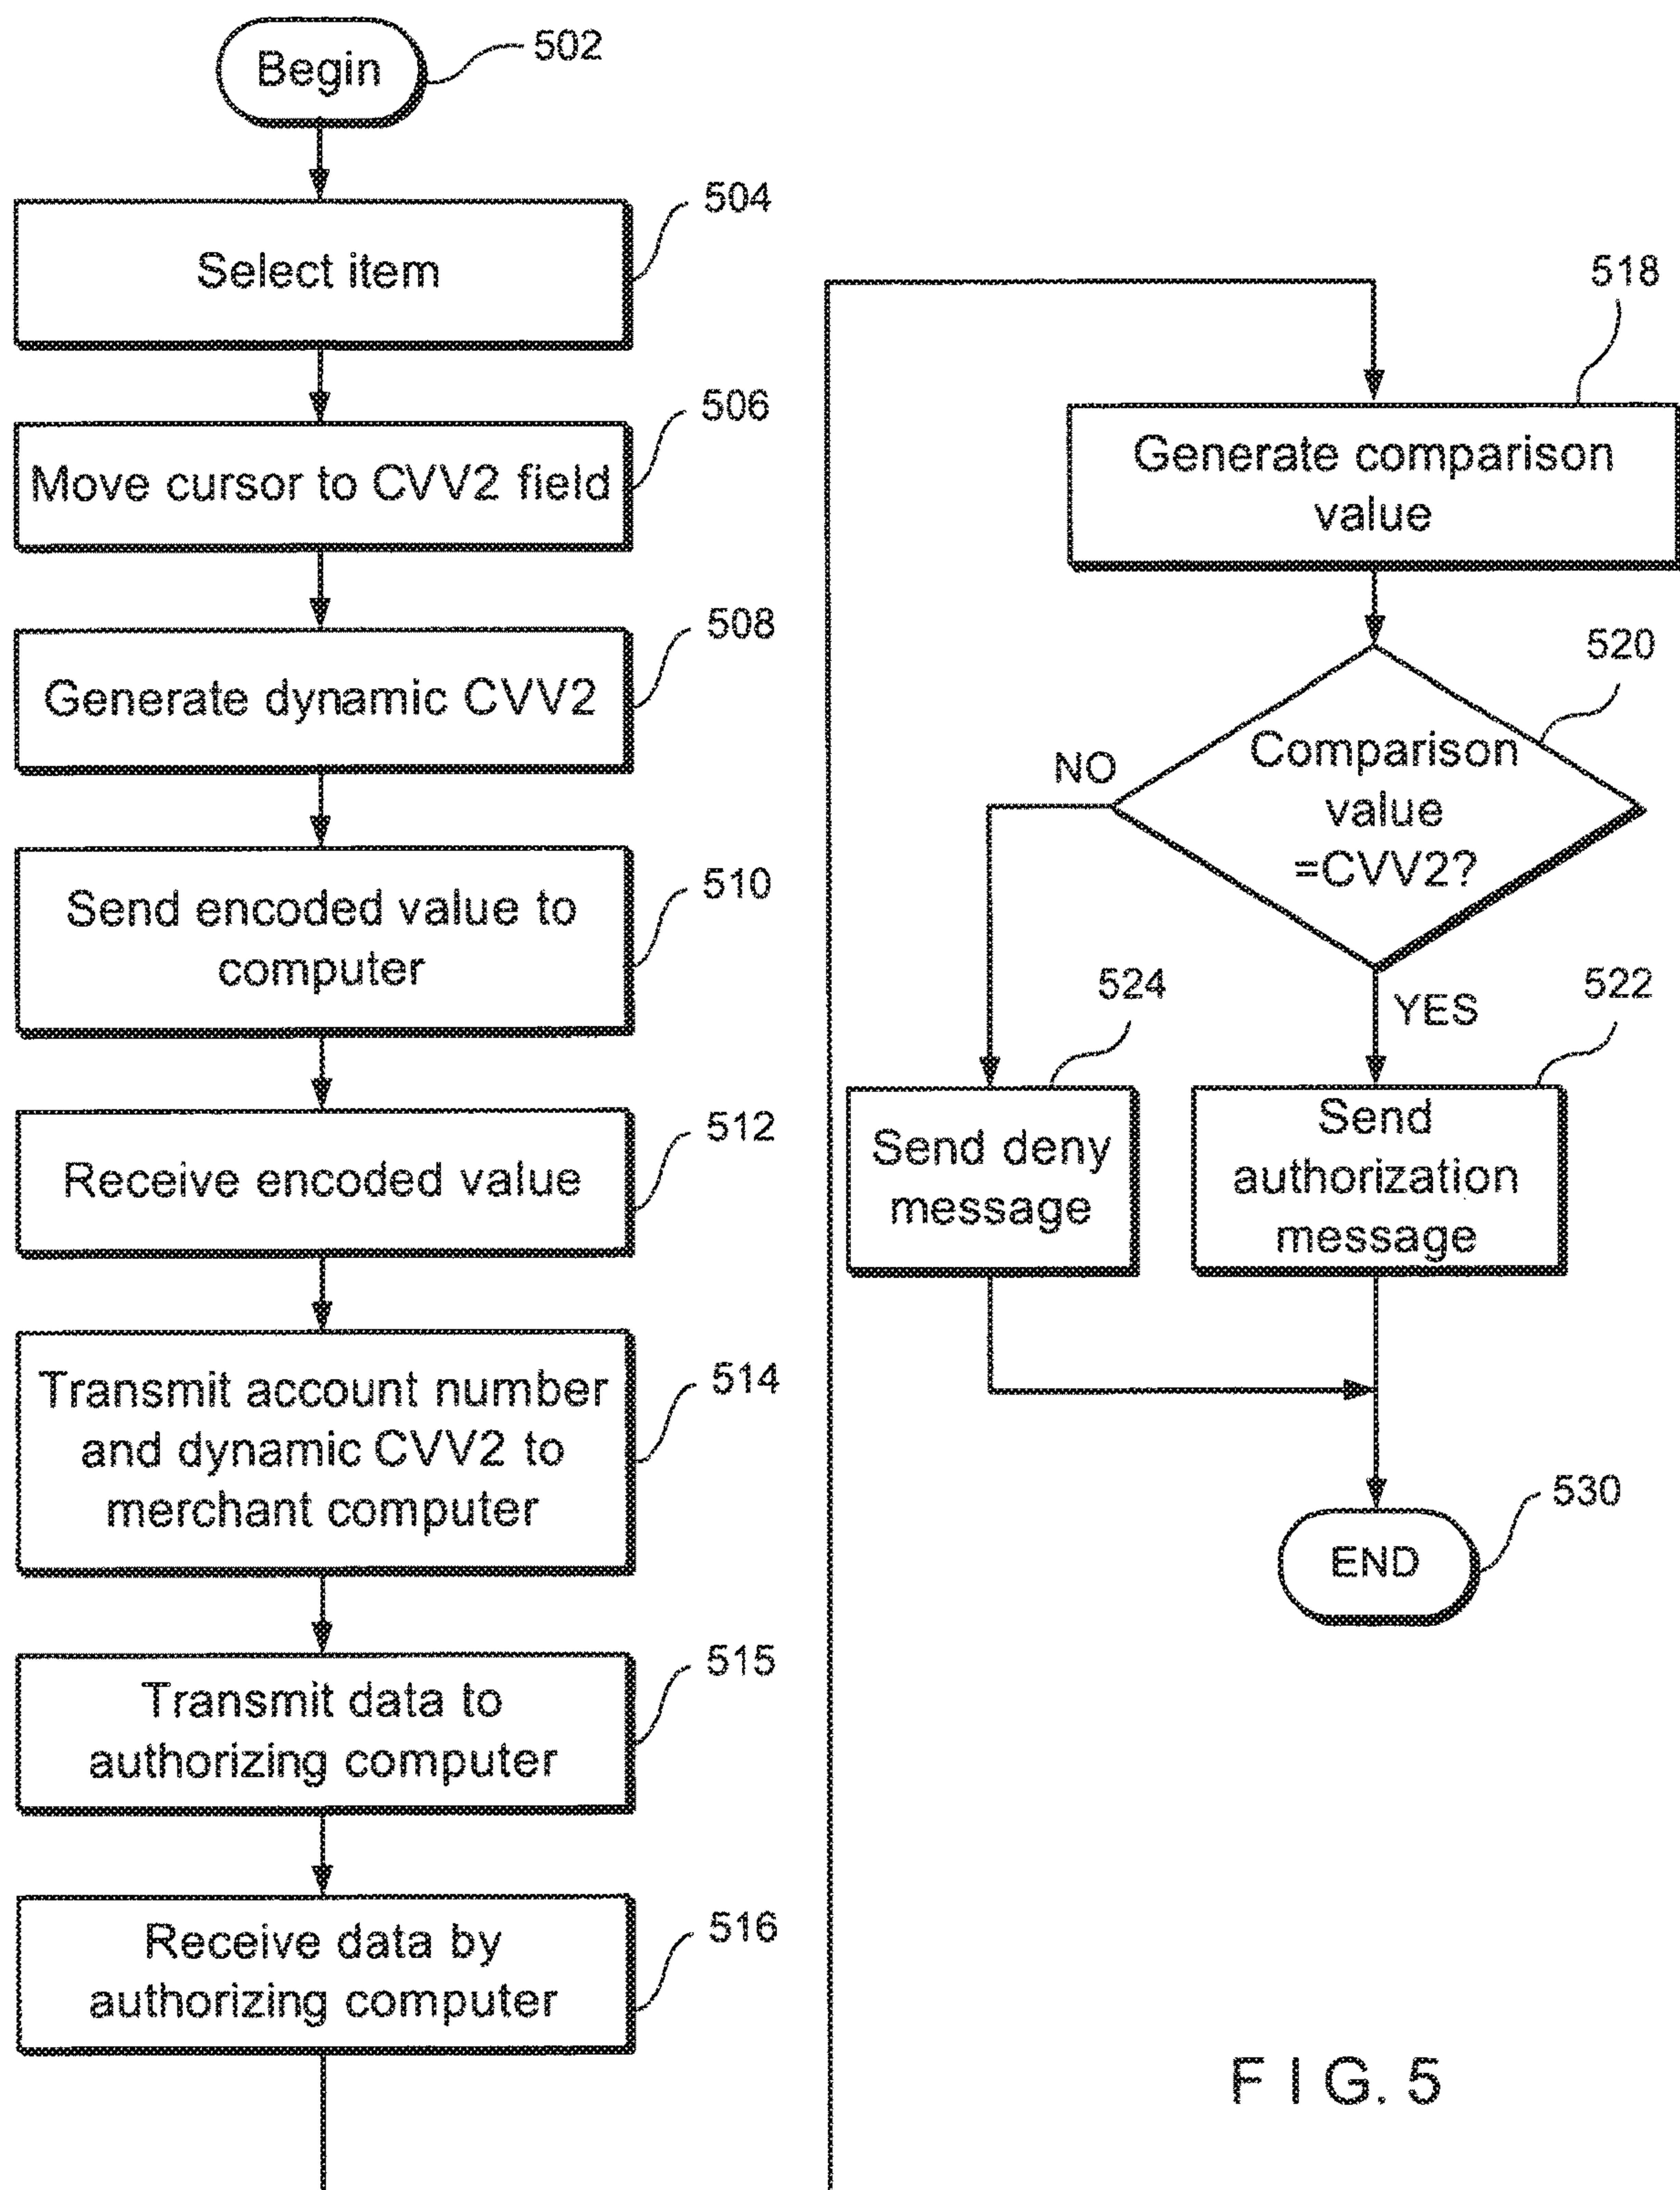 Begin
502
504
Select item
506
Move cursor to CVV2 field
508
Generate dynamic CVV2
510
Send encoded value to
computer
512
Receive encoded value
514
Transmit account number
and dynamic CVV2 to
merchant computer
515
Transmit data to
authorizing computer
516
Receive data by
authorizing computer
518
Generate comparison
value
520
Comparison
value
=CVV2?
NO
YES
524
Send deny
message
522
Send
authorization
message
530
END
FIG. 5